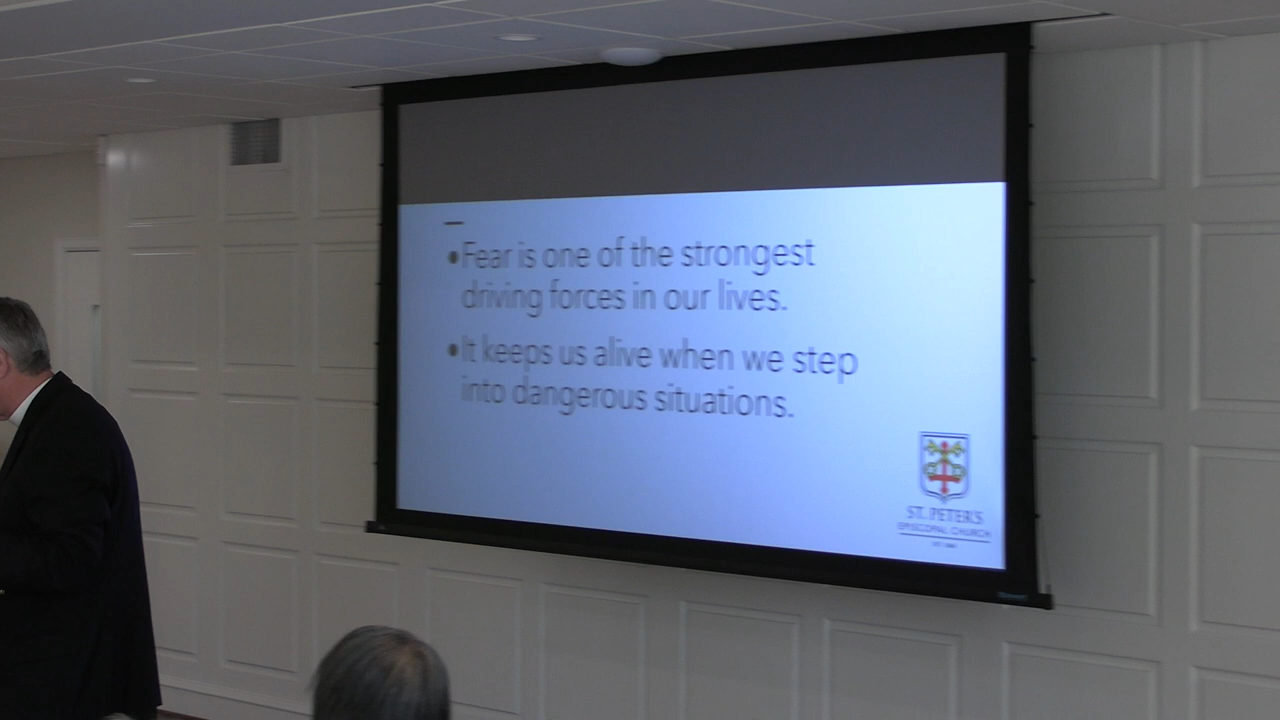 •Fear is one of the strongest
driving forces in our lives.
•It keeps us alive when we step
into dangerous situations.
ST. PETER'S
EPISCOPAL CHURCH